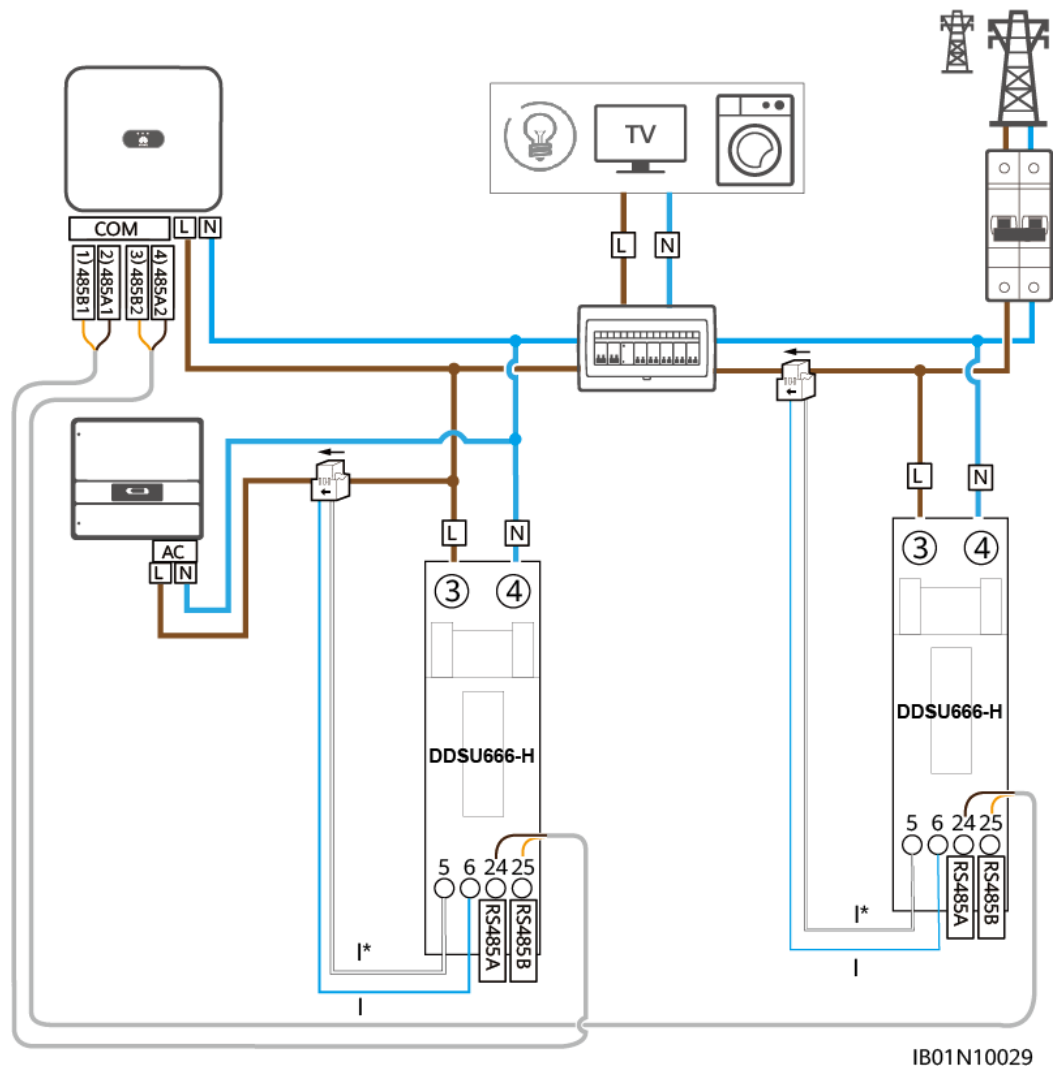 TV
COM
L
N
1) 485B1
2) 485A1
3) 485B2
4) 485A2
L
N
AC
L
N
L
N
L
N
3
4
3
4
DDSU666-H
DDSU666-H
5
6
24
25
RS485A
RS485B
5
6
24
25
RS485A
RS485B
I*
I
I*
I
IB01N10029